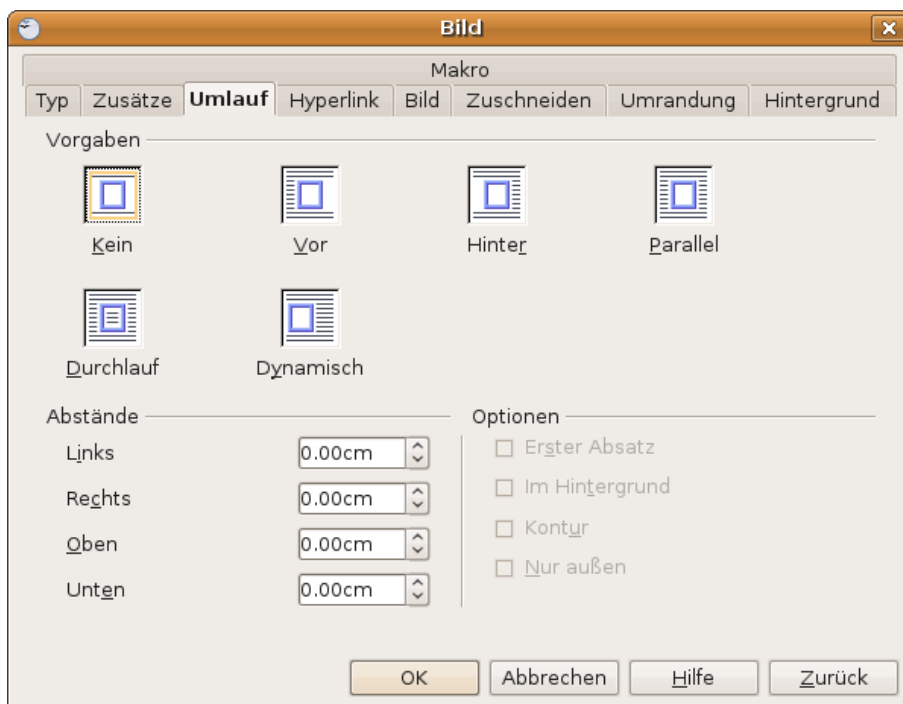 Bild
Makro
Typ Zusätze Umlauf Hyperlink Bild Zuschneiden Umrandung Hintergrund
Vorgaben
Kein Vor Hinter Parallel
Durchlauf Dynamisch
Abstände
Links 0.00cm
Rechts 0.00cm
Oben 0.00cm
Unten 0.00cm
Optionen
Erster Absatz
Im Hintergrund
Kontur
Nur außen
OK Abbrechen Hilfe Zurück